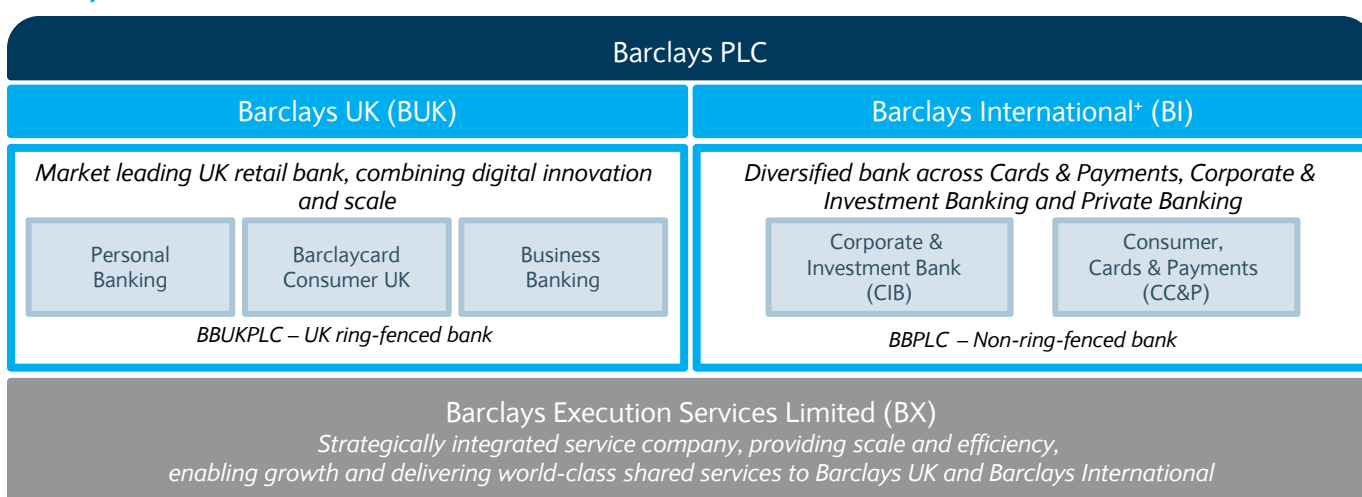 Barclays PLC
Barclays UK (BUK)
Barclays International⁺ (BI)
Market leading UK retail bank, combining digital innovation
and scale
Personal
Banking
Barclaycard
Consumer UK
Business
Banking
BBUKPLC – UK ring-fenced bank
Diversified bank across Cards & Payments, Corporate &
Investment Banking and Private Banking
Corporate &
Investment Bank
(CIB)
Consumer,
Cards & Payments
(CC&P)
BBPLC – Non-ring-fenced bank
Barclays Execution Services Limited (BX)
Strategically integrated service company, providing scale and efficiency,
enabling growth and delivering world-class shared services to Barclays UK and Barclays International